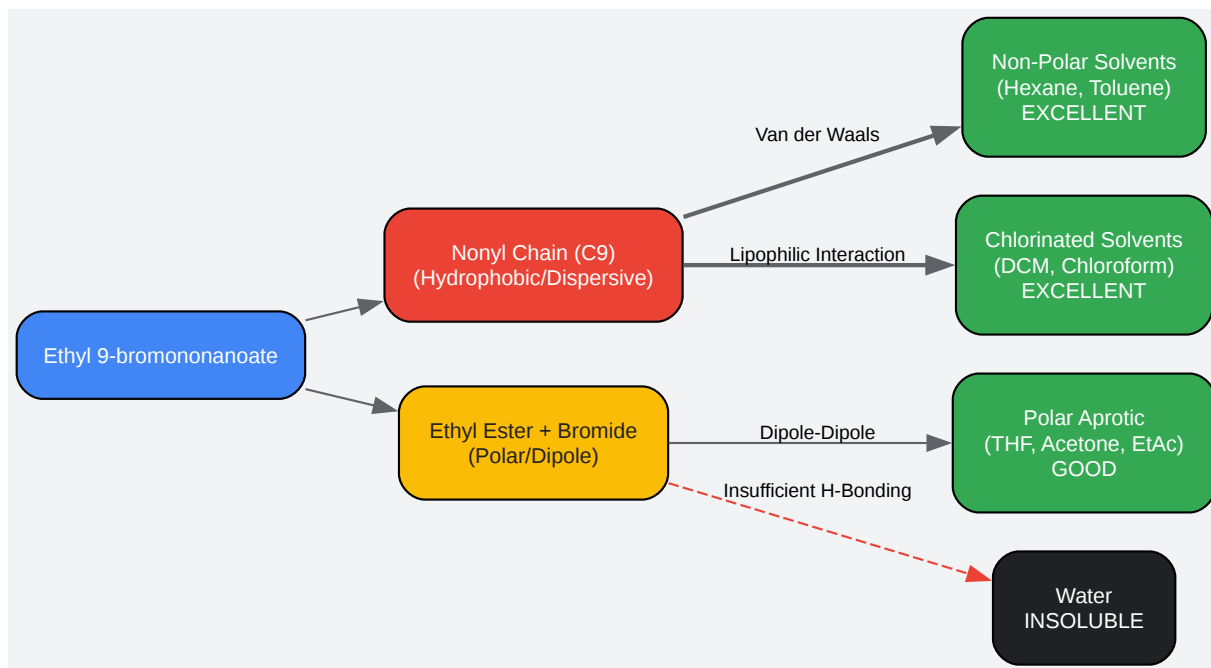 Non-Polar Solvents
(Hexane, Toluene)
EXCELLENT
Van der Waals
Chlorinated Solvents
(DCM, Chloroform)
EXCELLENT
Nonyl Chain (C9)
(Hydrophobic/Dispersive)
Lipophilic Interaction
Ethyl 9-bromononanoate
Ethyl Ester + Bromide
(Polar/Dipole)
Dipole-Dipole
Polar Aprotic
(THF, Acetone, EtAc)
GOOD
Insufficient H-Bonding
Water
INSOLUBLE